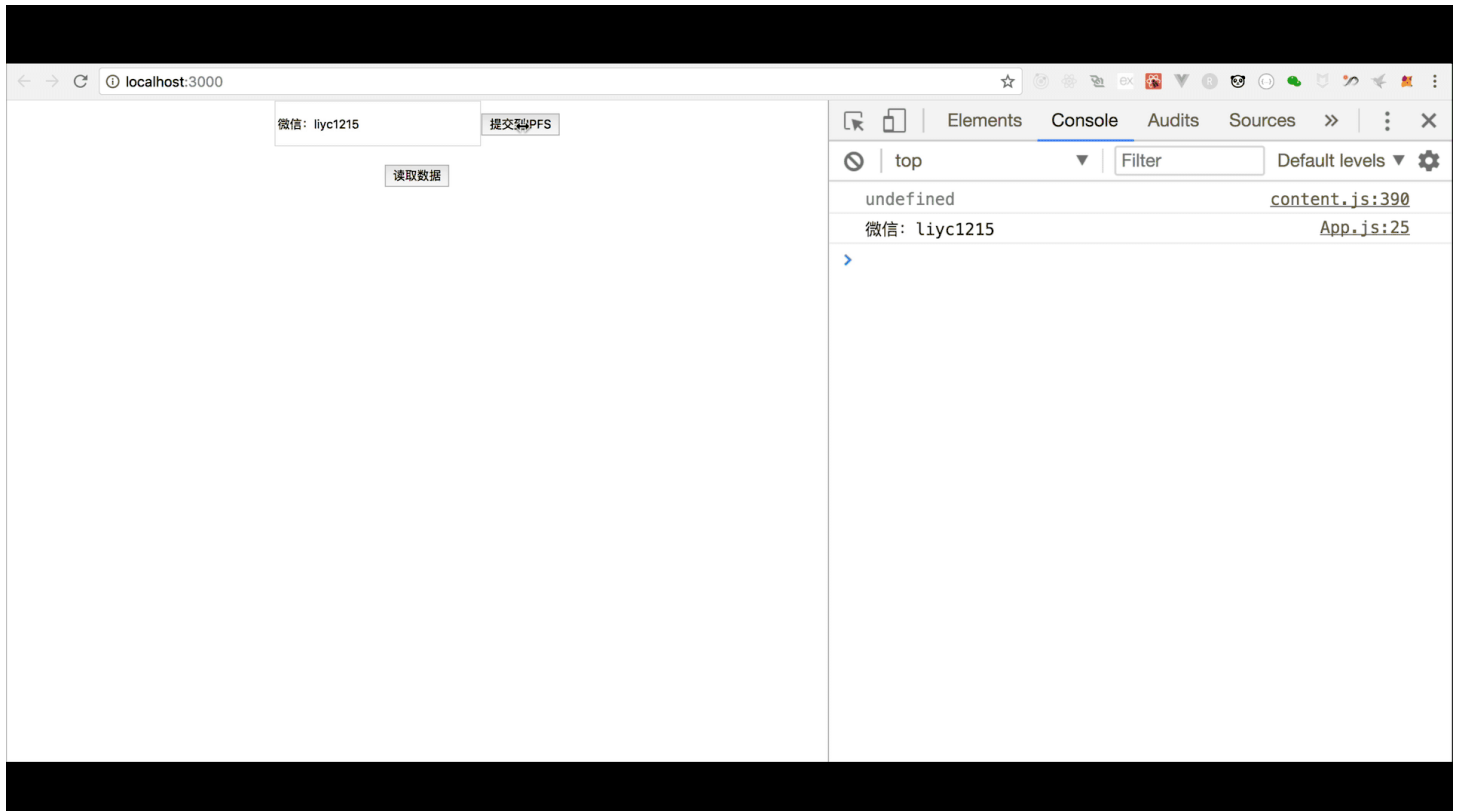 localhost:3000
微信：liyc1215
提交到PFS
读取数据
Elements Console Audits Sources
top Filter Default levels
undefined content.js:390
微信：liyc1215 App.js:25